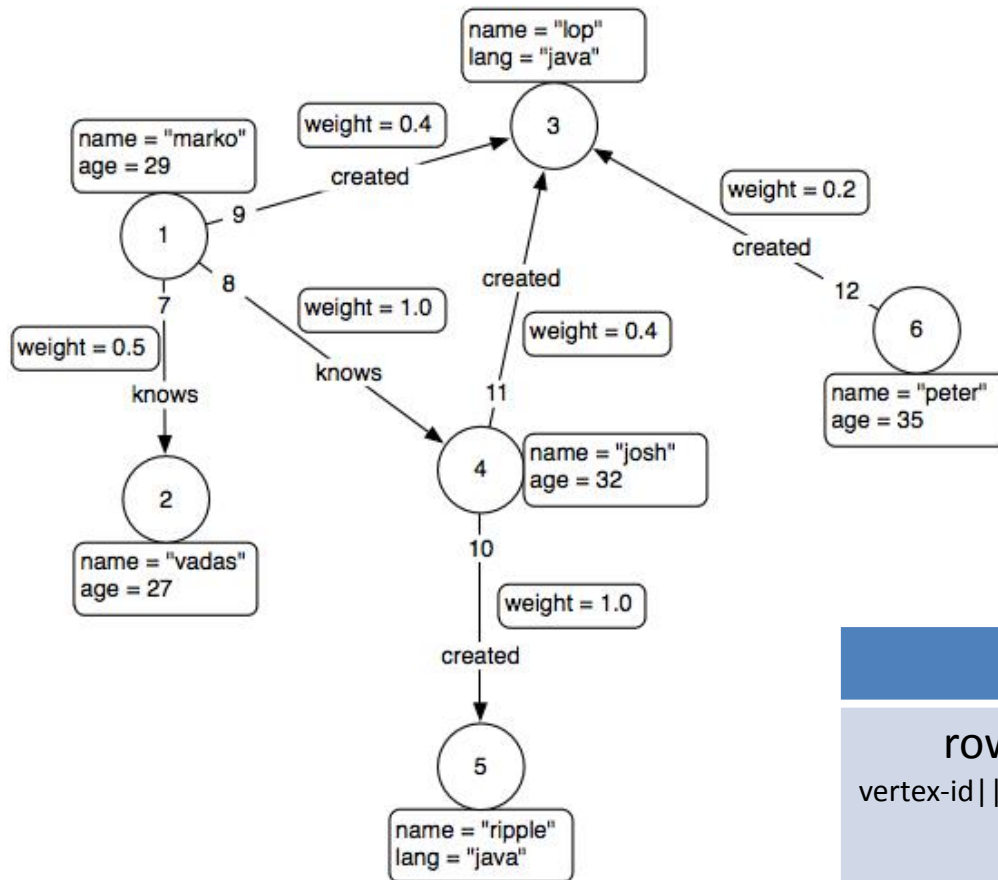 name = "lop"
lang = "java"
weight = 0.4
3
name = "marko"
age = 29
created
weight = 0.2
9
1
created
8
created
7
weight = 1.0
12
6
weight = 0.5
weight = 0.4
knows
knows
11
name = "peter"
age = 35
4
name = "josh"
age = 32
2
10
name = "vadas"
age = 27
weight = 1.0
created
5
vertex-id||
name = "ripple"
lang = "java"